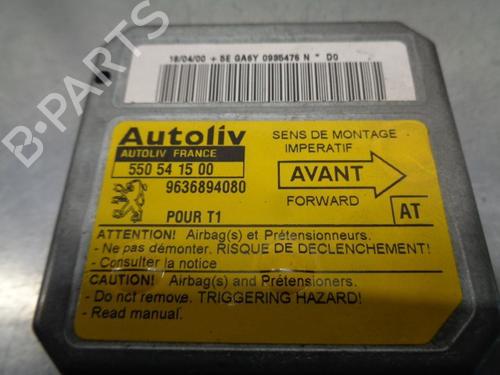 18/04/00 + 5E GA6Y 0935476 N * D0
Autoliv
AUTOLIV FRANCE
550 54 15 00
9636894080
POUR T1
SENS DE MONTAGE
IMPERATIF
AVANT
FORWARD
AT
ATTENTION! Airbag(s) et Prétensionneurs.
- Ne pas démonter. RISQUE DE DECLENCHEMENT!
- Consulter la notice
CAUTION! Airbag(s) and Prétensioners.
- Do not remove. TRIGGERING HAZARD!
- Read manual.
B-PARTS